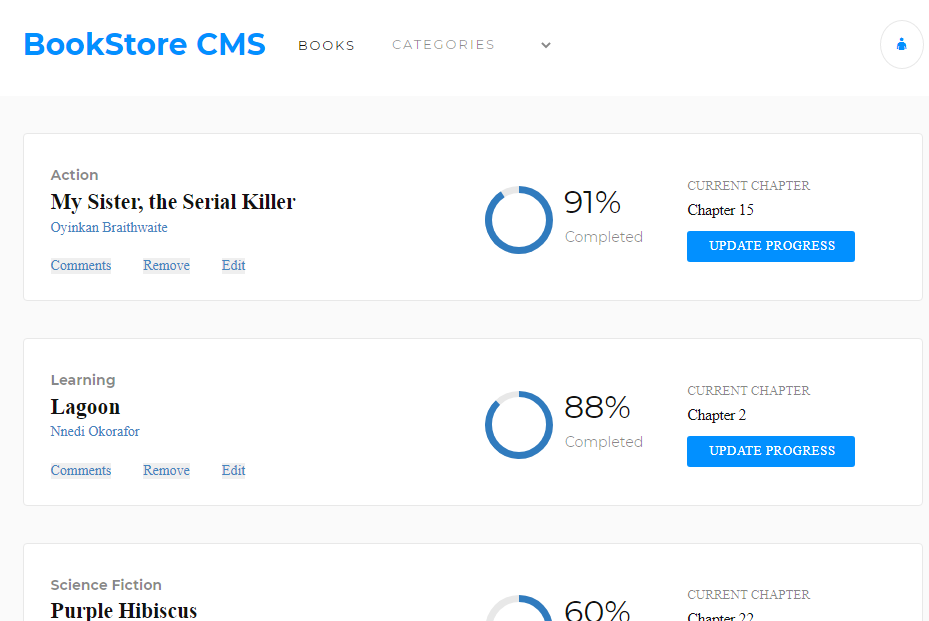 BookStore CMS
BOOKS
CATEGORIES
Action
My Sister, the Serial Killer
Oyinkan Braithwaite
Comments
Remove
Edit
91%
Completed
CURRENT CHAPTER
Chapter 15
UPDATE PROGRESS
Learning
Lagoon
Nnedi Okorafor
Comments
Remove
Edit
88%
Completed
CURRENT CHAPTER
Chapter 2
UPDATE PROGRESS
Science Fiction
Purple Hibiscus
60%
CURRENT CHAPTER
Chapter 22